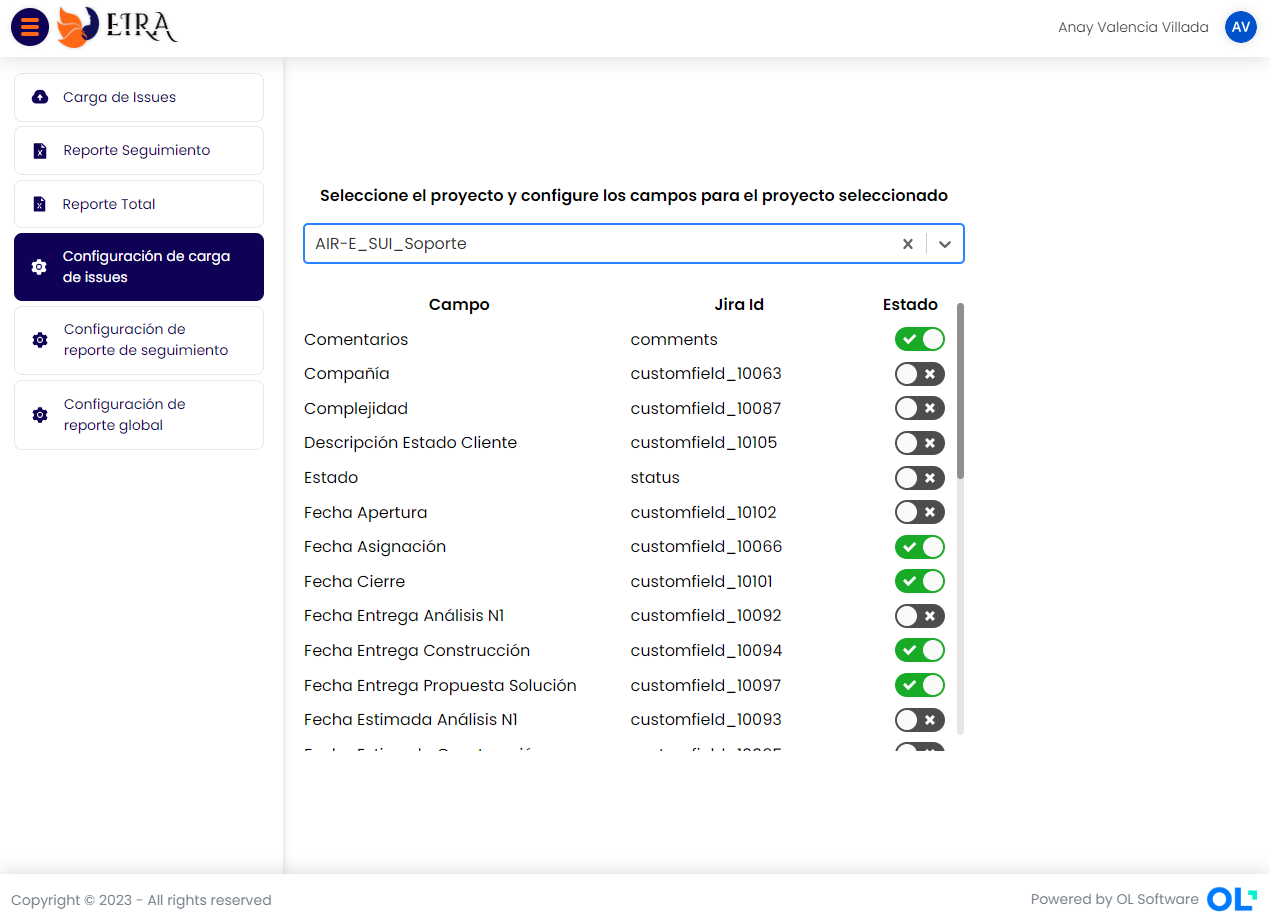 EIRA
Anay Valencia Villada
AV
Carga de Issues
Reporte Seguimiento
Reporte Total
Configuración de carga
de issues
Configuración de
reporte de seguimiento
Configuración de
reporte global
Seleccione el proyecto y configure los campos para el proyecto seleccionado
AIR-E_SUI_Soporte
Campo Jira Id Estado
Comentarios comments
Compañía customfield_10063
Complejidad customfield_10087
Descripción Estado Cliente customfield_10105
Estado status
Fecha Apertura customfield_10102
Fecha Asignación customfield_10066
Fecha Cierre customfield_10101
Fecha Entrega Análisis N1 customfield_10092
Fecha Entrega Construcción customfield_10094
Fecha Entrega Propuesta Solución customfield_10097
Fecha Estimada Análisis N1 customfield_10093
Copyright © 2023 - All rights reserved
Powered by OL Software
OL